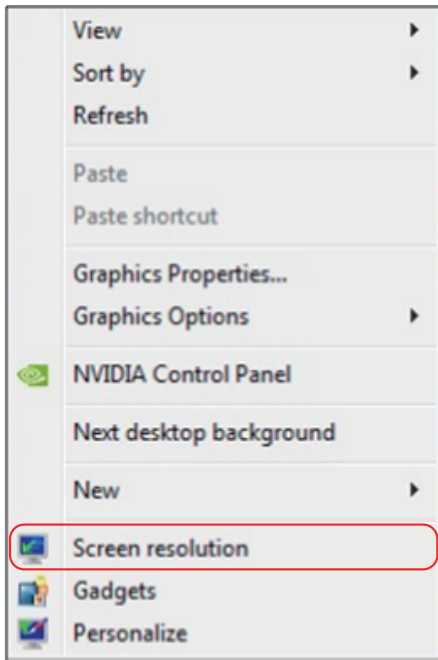 View
Sort by
Refresh
Paste
Paste shortcut
Graphics Properties...
Graphics Options
NVIDIA Control Panel
Next desktop background
New
Screen resolution
Gadgets
Personalize